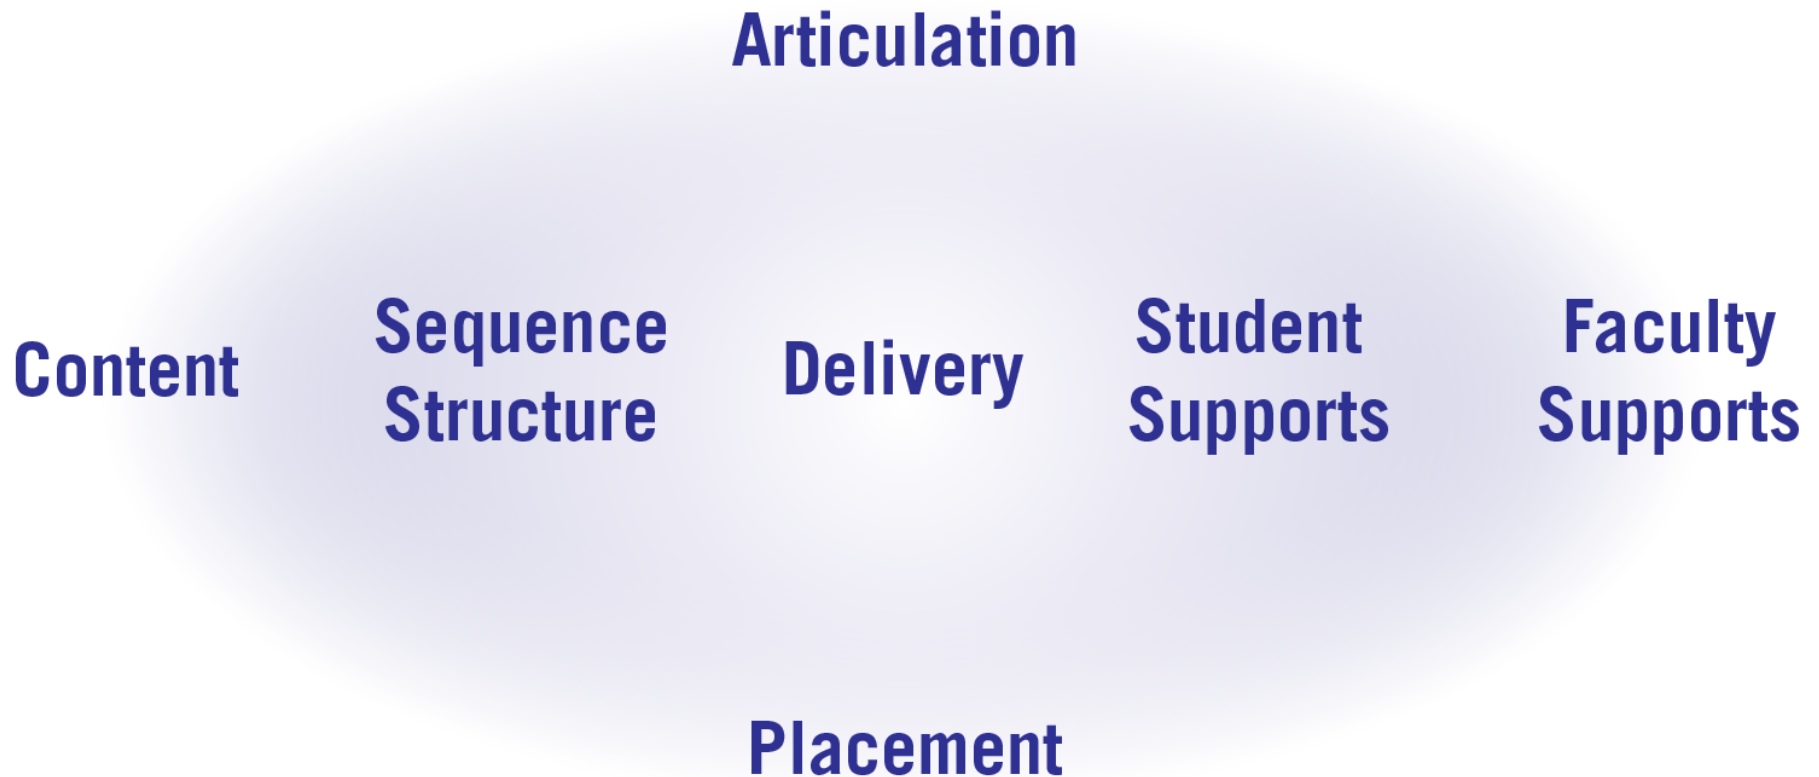 Articulation
Content
Sequence
Structure
Delivery
Student
Supports
Faculty
Supports
Placement